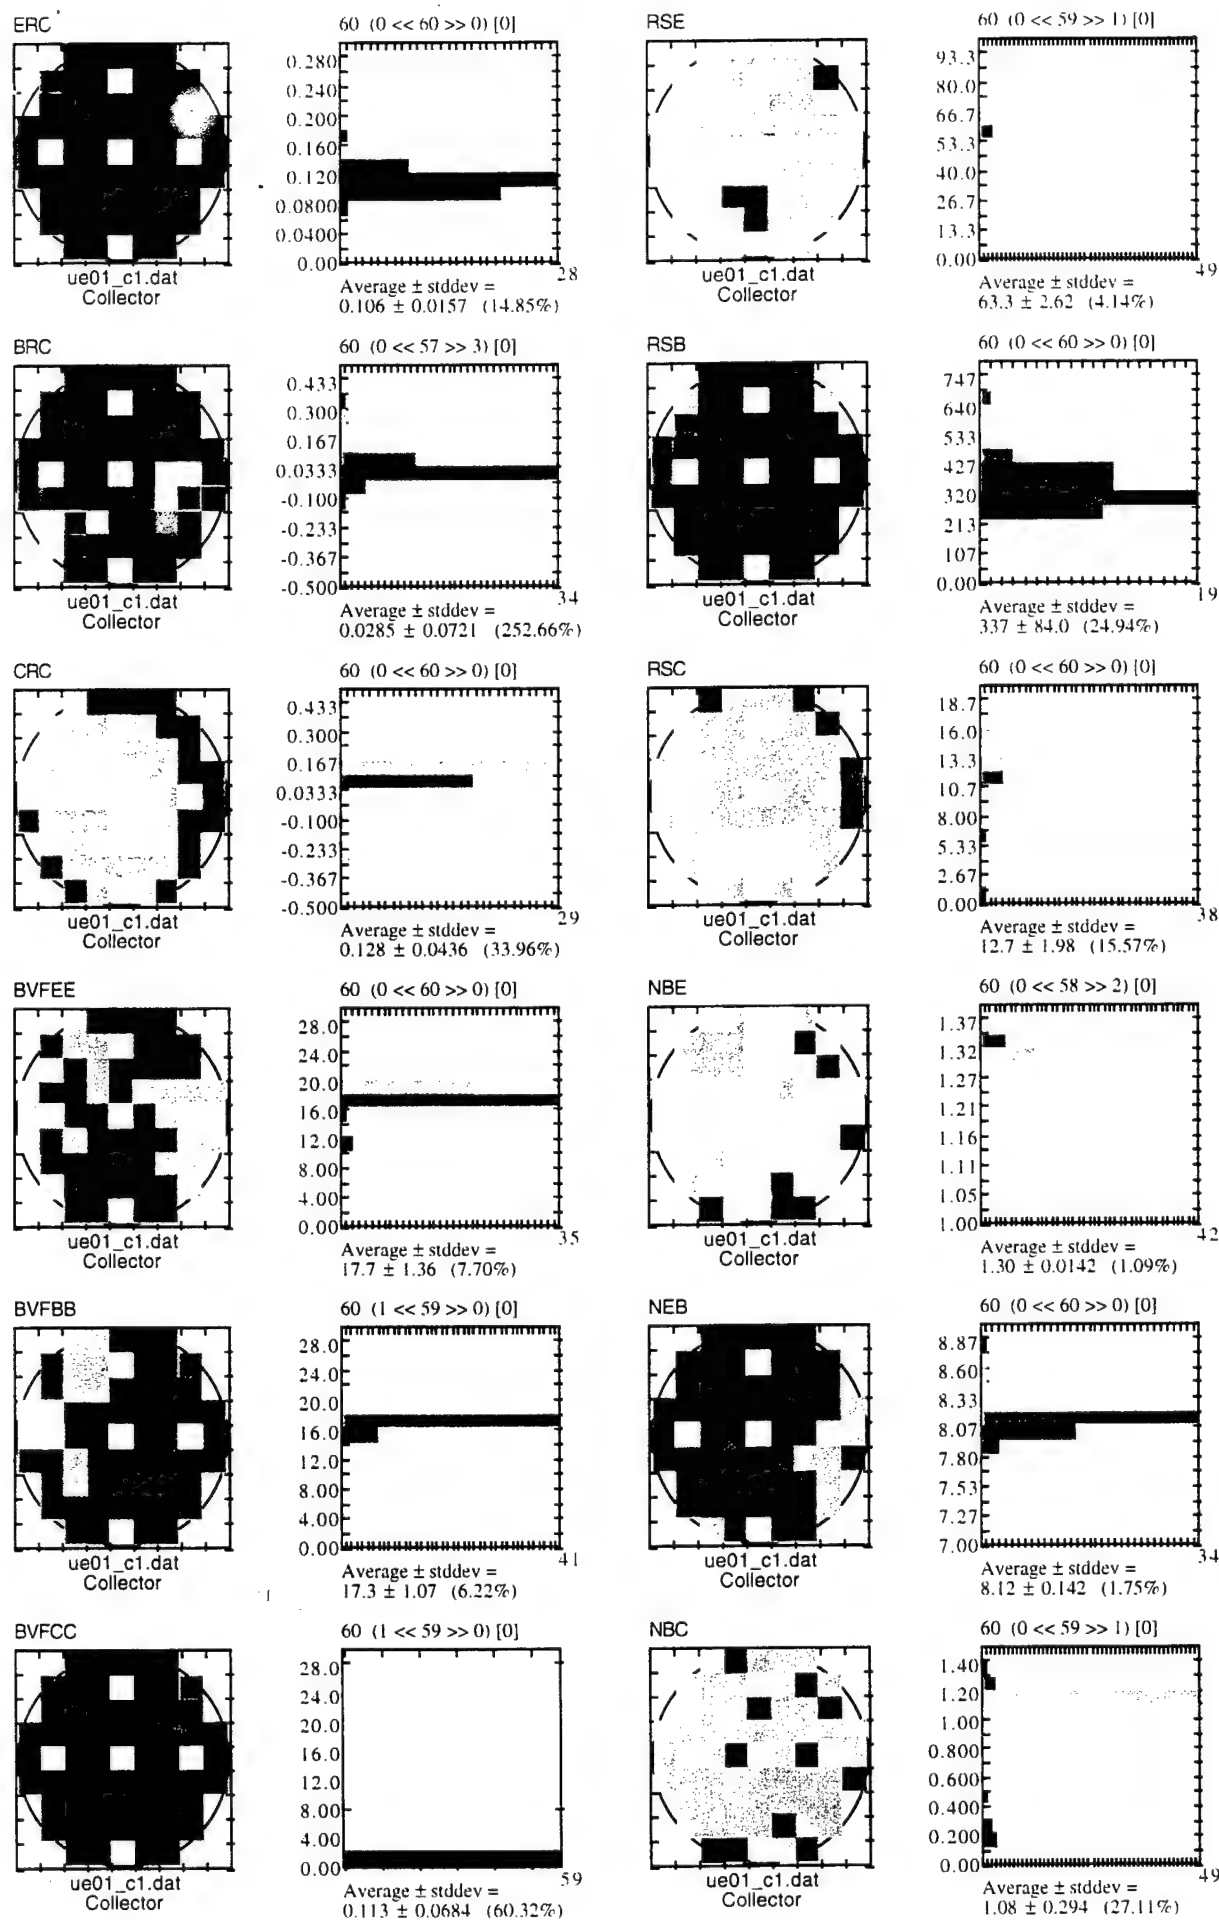 ERC
60 (0 << 60 >> 0) [0]
0.280
0.240
0.200
0.160
0.120
0.0800
0.0400
0.00
28
ue01_c1.dat
Collector
Average ± stddev =
0.106 ± 0.0157 (14.85%)
RSE
60 (0 << 59 >> 1) [0]
93.3
80.0
66.7
53.3
40.0
26.7
13.3
0.00
49
ue01_c1.dat
Collector
Average ± stddev =
63.3 ± 2.62 (4.14%)
BRC
60 (0 << 57 >> 3) [0]
0.433
0.300
0.167
0.0333
-0.100
-0.233
-0.367
-0.500
34
ue01_c1.dat
Collector
Average ± stddev =
0.0285 ± 0.0721 (252.66%)
RSB
60 (0 << 60 >> 0) [0]
747
640
533
427
320
213
107
0.00
19
ue01_c1.dat
Collector
Average ± stddev =
337 ± 84.0 (24.94%)
CRC
60 (0 << 60 >> 0) [0]
0.433
0.300
0.167
0.0333
-0.100
-0.233
-0.367
-0.500
29
ue01_c1.dat
Collector
Average ± stddev =
0.128 ± 0.0436 (33.96%)
RSC
60 (0 << 60 >> 0) [0]
18.7
16.0
13.3
10.7
8.00
5.33
2.67
0.00
38
ue01_c1.dat
Collector
Average ± stddev =
12.7 ± 1.98 (15.57%)
BVFEE
60 (0 << 60 >> 0) [0]
28.0
24.0
20.0
16.0
12.0
8.00
4.00
0.00
35
ue01_c1.dat
Collector
Average ± stddev =
17.7 ± 1.36 (7.70%)
NBE
60 (0 << 58 >> 2) [0]
1.37
1.32
1.27
1.21
1.16
1.11
1.05
1.00
42
ue01_c1.dat
Collector
Average ± stddev =
1.30 ± 0.0142 (1.09%)
BVFBB
60 (1 << 59 >> 0) [0]
28.0
24.0
20.0
16.0
12.0
8.00
4.00
0.00
41
ue01_c1.dat
Collector
Average ± stddev =
17.3 ± 1.07 (6.22%)
NEB
60 (0 << 60 >> 0) [0]
8.87
8.60
8.33
8.07
7.80
7.53
7.27
7.00
34
ue01_c1.dat
Collector
Average ± stddev =
8.12 ± 0.142 (1.75%)
BVFCC
60 (1 << 59 >> 0) [0]
28.0
24.0
20.0
16.0
12.0
8.00
4.00
0.00
59
ue01_c1.dat
Collector
Average ± stddev =
0.113 ± 0.0684 (60.32%)
NBC
60 (0 << 59 >> 1) [0]
1.40
1.20
1.00
0.800
0.600
0.400
0.200
0.00
49
ue01_c1.dat
Collector
Average ± stddev =
1.08 ± 0.294 (27.11%)